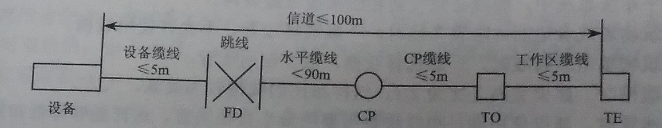 信道≤100m
设备缆线
≤5m
跳线
水平缆线
<90m
CP缆线
≤5m
工作区缆线
≤5m
设备
FD
CP
TO
TE